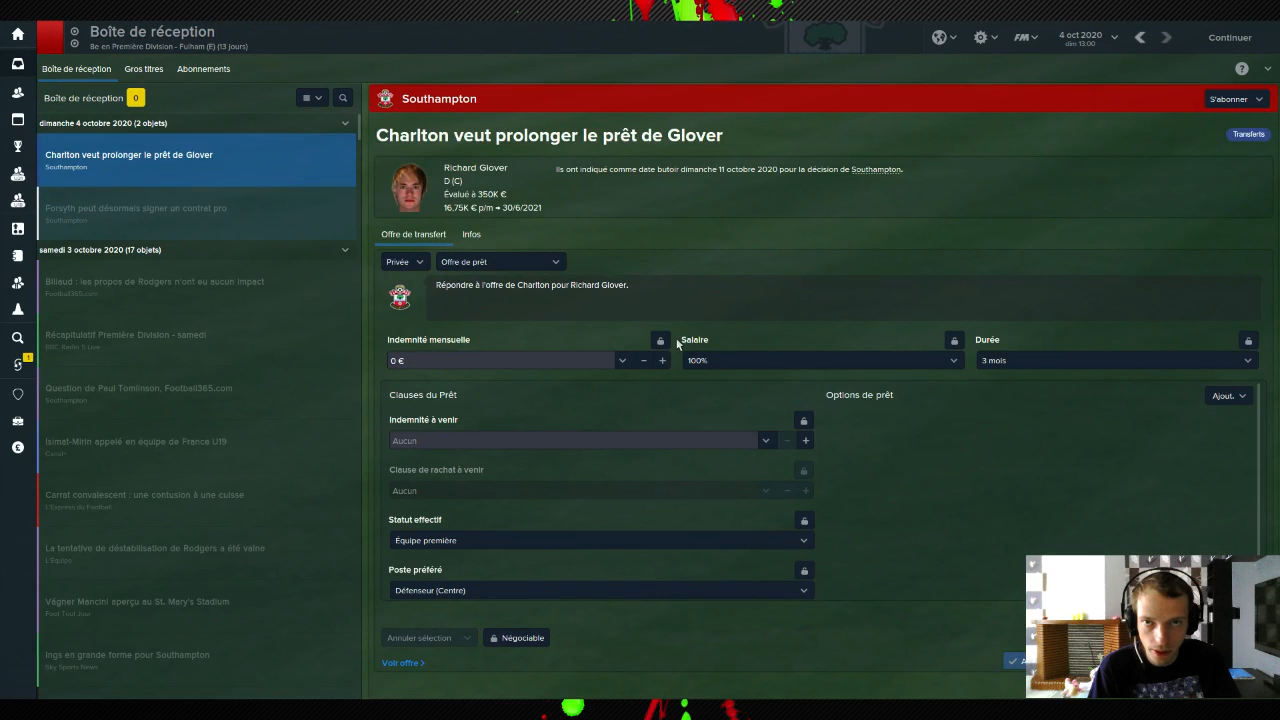 Boîte de réception
8e en Première Division - Fulham (E) (13 jours)
FM
4 oct 2020
dim 13:00
Continuer
Boîte de réception
Gros titres
Abonnements
Boîte de réception 0
dimanche 4 octobre 2020 (2 objets)
Charlton veut prolonger le prêt de Glover
Southampton
Forsyth peut désormais signer un contrat pro
Southampton
samedi 3 octobre 2020 (17 objets)
Billaud : les propos de Rodgers n'ont eu aucun impact
Football365.com
Récapitulatif Première Division - samedi
BBC Radio 5 Live
Question de Paul Tomlinson, Football365.com
Southampton
Isimat-Mirin appelé en équipe de France U19
Canal+
Carrat convalescent : une contusion à une cuisse
L'Express du Football
La tentative de déstabilisation de Rodgers a été vaine
L'Équipe
Vágner Mancini aperçu au St. Mary's Stadium
Foot Tout Jour
Ings en grande forme pour Southampton
Sky Sports News
1
Southampton
S'abonner
Charlton veut prolonger le prêt de Glover
Transferts
Richard Glover
D (C)
Évalué à 350K €
16,75K € p/m → 30/6/2021
Ils ont indiqué comme date butoir dimanche 11 octobre 2020 pour la décision de Southampton.
Offre de transfert
Infos
Privée
Offre de prêt
Répondre à l'offre de Charlton pour Richard Glover.
Indemnité mensuelle
Salaire
Durée
0 €
100%
3 mois
Clauses du Prêt
Options de prêt
Ajout.
Indemnité à venir
Aucun
Clause de rachat à venir
Aucun
Statut effectif
Équipe première
Poste préféré
Défenseur (Centre)
Annuler sélection
Négociable
Voir offre >